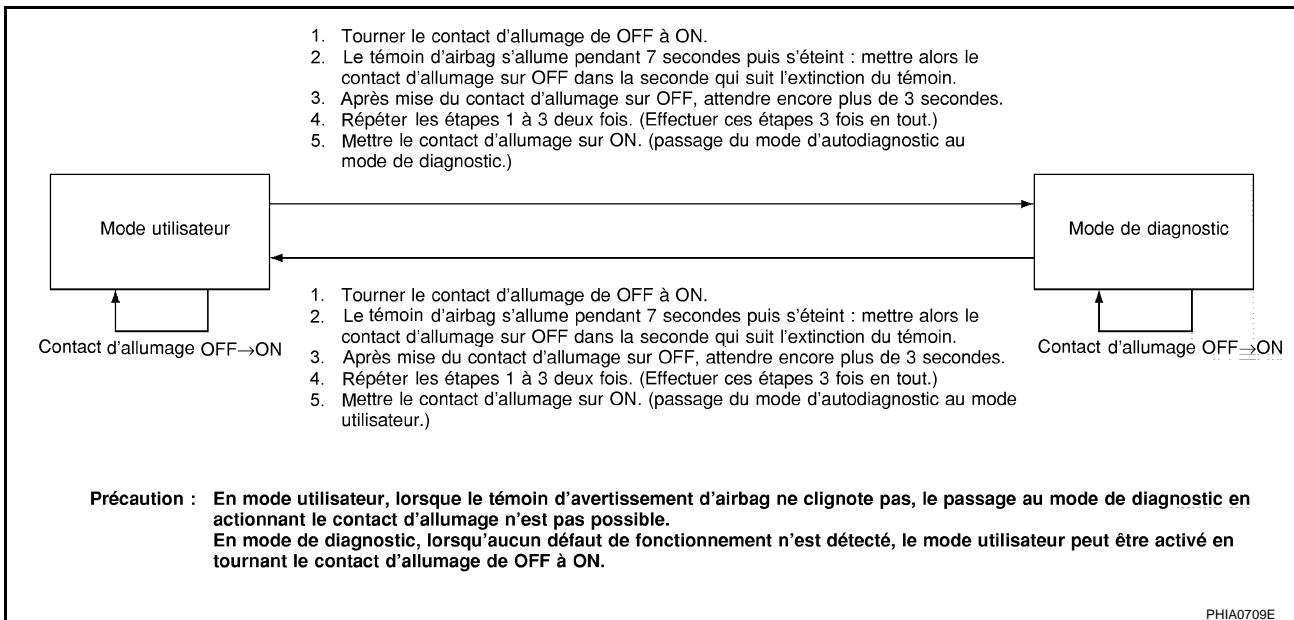 1. Tourner le contact d'allumage de OFF à ON.
2. Le témoin d'airbag s'allume pendant 7 secondes puis s'éteint : mettre alors le
contact d'allumage sur OFF dans la seconde qui suit l'extinction du témoin.
3. Après mise du contact d'allumage sur OFF, attendre encore plus de 3 secondes.
4. Répéter les étapes 1 à 3 deux fois. (Effectuer ces étapes 3 fois en tout.)
5. Mettre le contact d'allumage sur ON. (passage du mode d'autodiagnostic au
mode de diagnostic.)
Mode utilisateur
Mode de diagnostic
1. Tourner le contact d'allumage de OFF à ON.
2. Le témoin d'airbag s'allume pendant 7 secondes puis s'éteint : mettre alors le
contact d'allumage sur OFF dans la seconde qui suit l'extinction du témoin.
3. Après mise du contact d'allumage sur OFF, attendre encore plus de 3 secondes.
4. Répéter les étapes 1 à 3 deux fois. (Effectuer ces étapes 3 fois en tout.)
5. Mettre le contact d'allumage sur ON. (passage du mode d'autodiagnostic au mode
utilisateur.)
Contact d'allumage OFF→ON
Contact d'allumage OFF→ON
Précaution : En mode utilisateur, lorsque le témoin d'avertissement d'airbag ne clignote pas, le passage au mode de diagnostic en
actionnant le contact d'allumage n'est pas possible.
En mode de diagnostic, lorsqu'aucun défaut de fonctionnement n'est détecté, le mode utilisateur peut être activé en
tournant le contact d'allumage de OFF à ON.
PHIA0709E